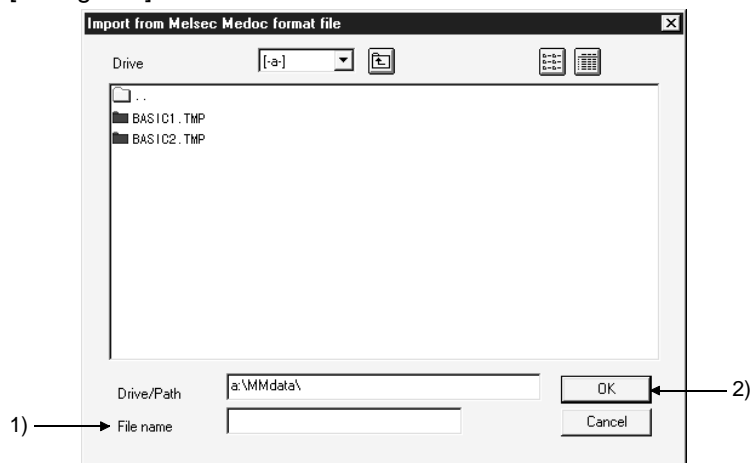 Import from Melsec Medoc format file
Drive [-a-]
..
BASIC1.TMP
BASIC2.TMP
Drive/Path a:\MMdata\ OK 2)
1) File name Cancel